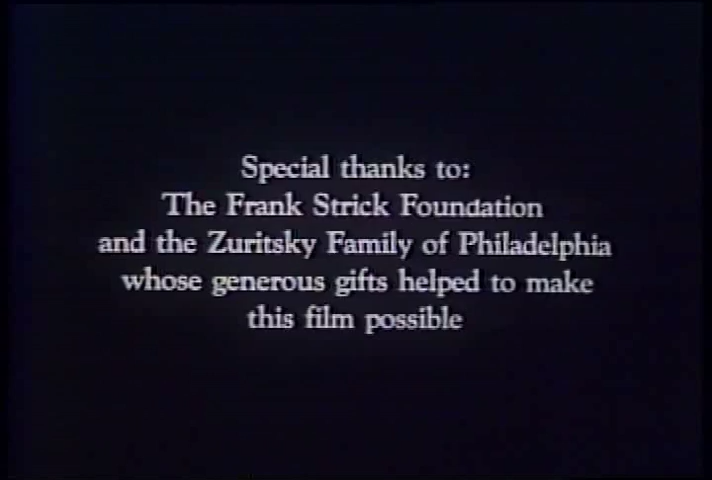 Special thanks to:
The Frank Strick Foundation
and the Zuritsky Family of Philadelphia
whose generous gifts helped to make
this film possible